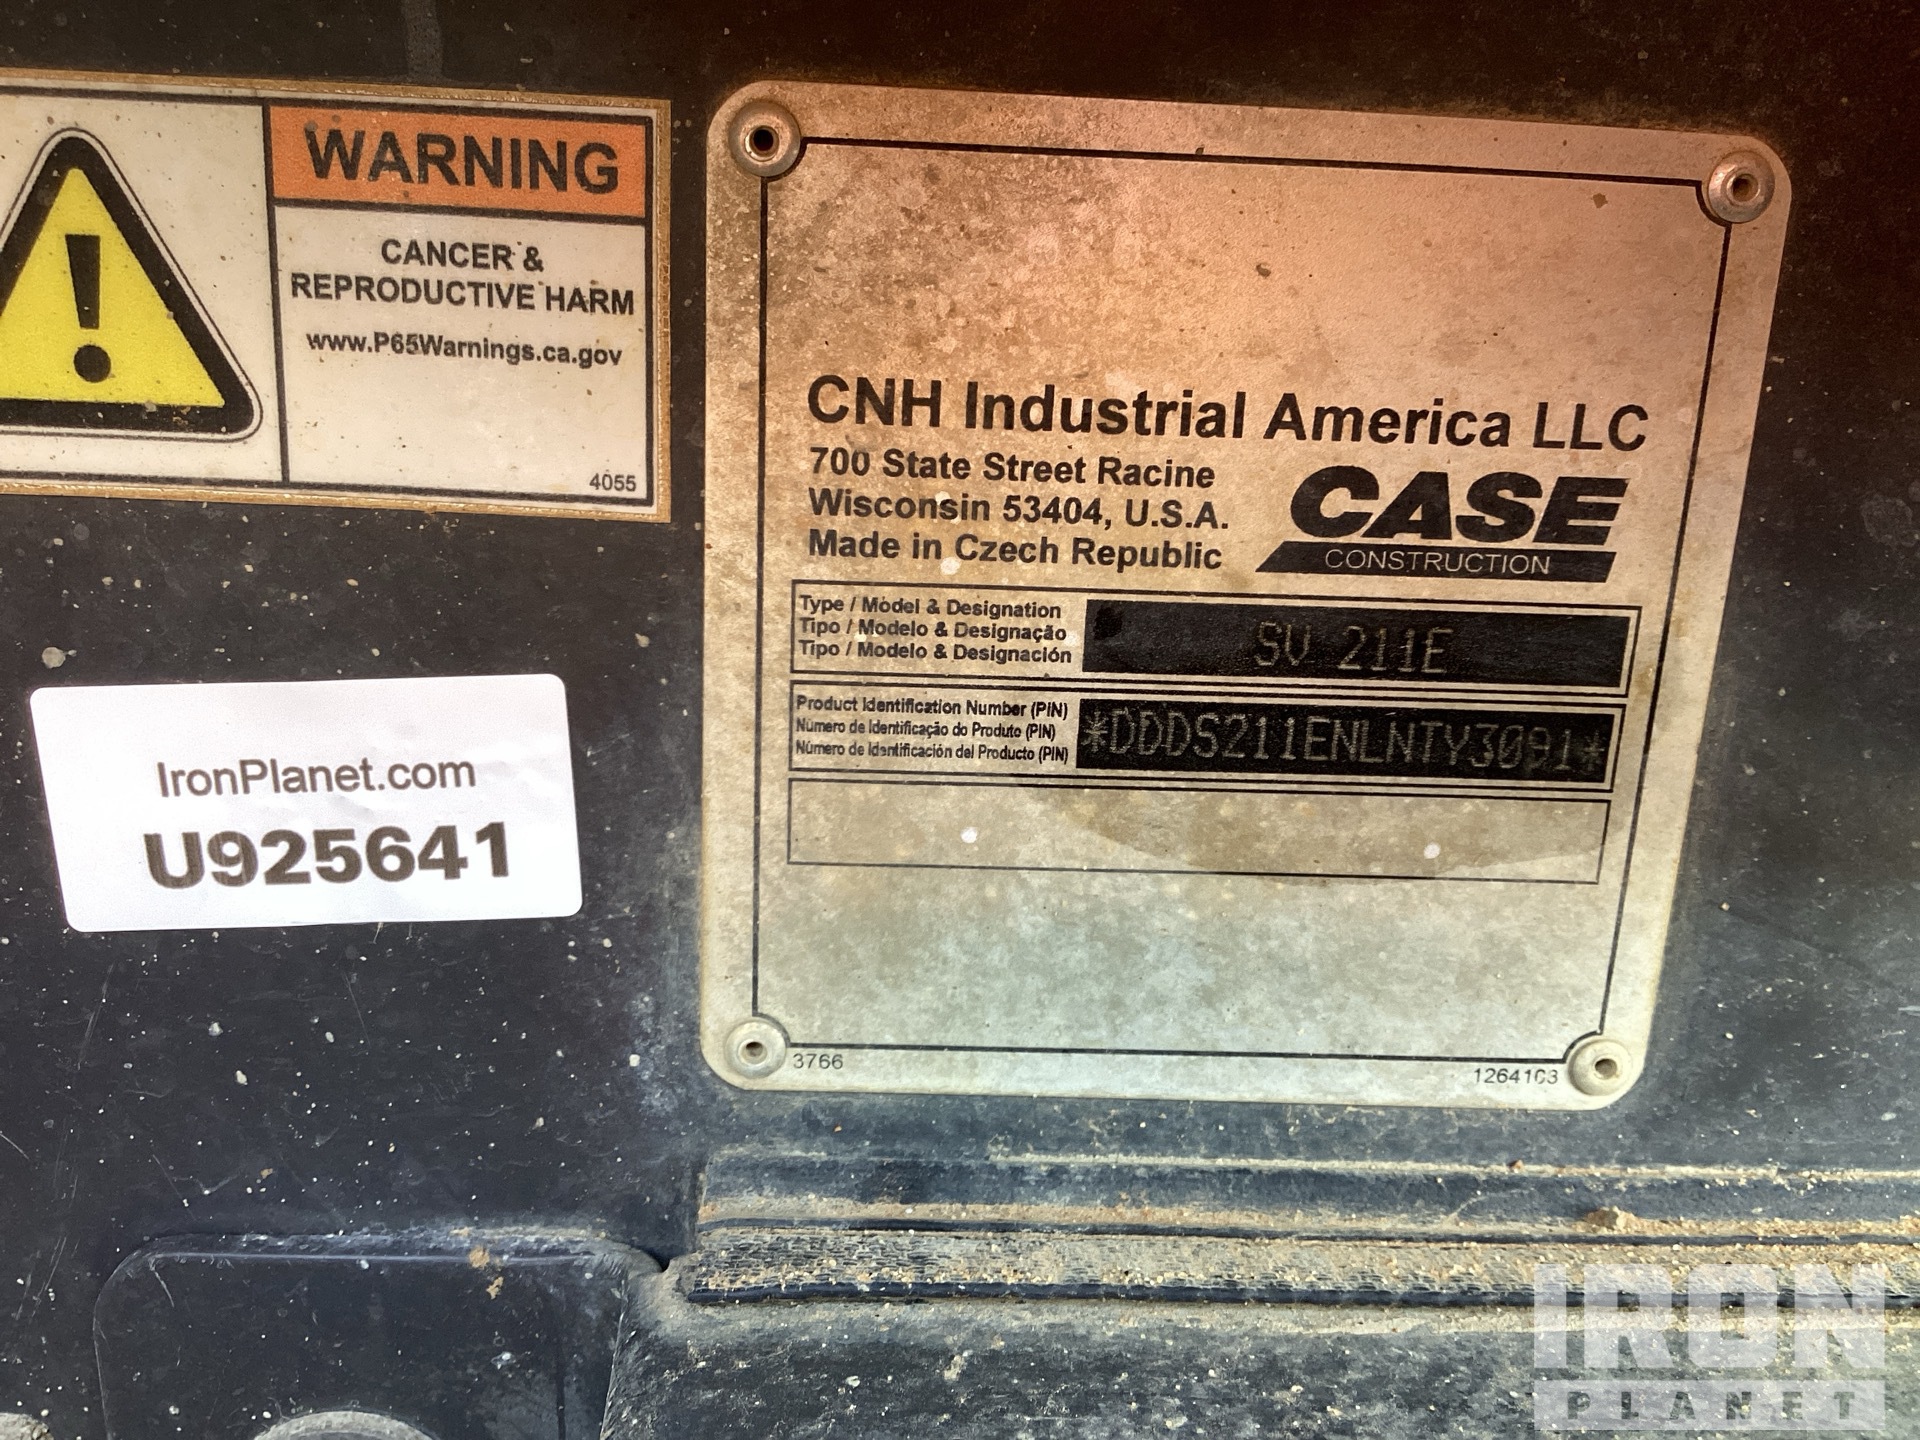 WARNING
CANCER &
REPRODUCTIVE HARM
www.P65Warnings.ca.gov
4055
IronPlanet.com
U925641
CNH Industrial America LLC
700 State Street Racine
Wisconsin 53404, U.S.A.
Made in Czech Republic
CASE
CONSTRUCTION
Type / Model & Designation
Tipo / Modelo & Designação
Tipo / Modelo & Designación
SV 211E
Product Identification Number (PIN)
Número de Identificação do Produto (PIN)
Número de Identificación del Producto (PIN)
*DDDS211ENLNTY3091*
3766
1264103
IRON
PLANET